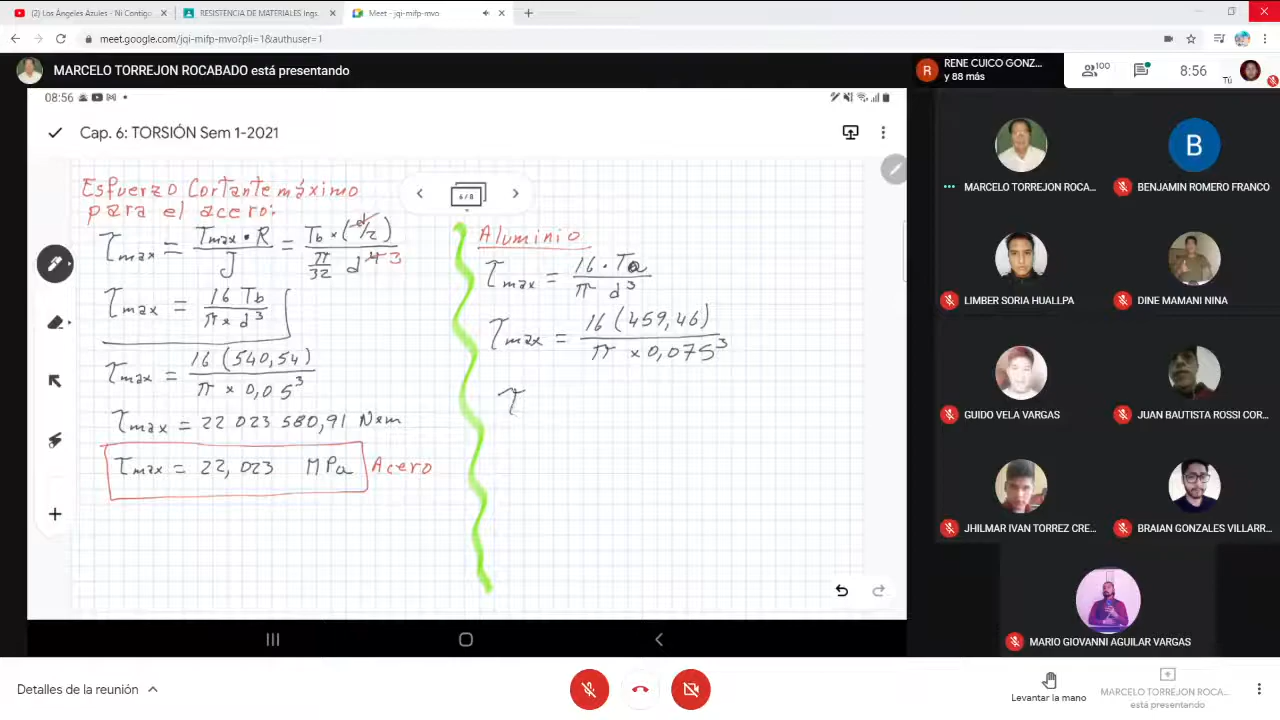 (2) Los Ángeles Azules - Ni Contigo
RESISTENCIA DE MATERIALES Ings.
Meet - jqi-mifp-mvo
meet.google.com/jqi-mifp-mvo?pli=1&authuser=1
MARCELO TORREJON ROCABADO está presentando
RENE CUICO GONZ...
y 88 más
100
8:56
Tú
08:56
Cap. 6: TORSIÓN Sem 1-2021
6/8
Esfuerzo Cortante máximo
para el acero:
τmax = Tmax · R / J = Tb × (d/2) / π/32 d⁴ 3
τmax = 16 Tb / π × d³
τmax = 16 (540,54) / π × 0,05³
τmax = 22 023 580,91 Nxm
τmax = 22,023 MPa Acero
Aluminio
τmax = 16 · Ta / π d³
τmax = 16 (459,46) / π × 0,075³
τ
MARCELO TORREJON ROCA...
B
BENJAMIN ROMERO FRANCO
LIMBER SORIA HUALLPA
DINE MAMANI NINA
GUIDO VELA VARGAS
JUAN BAUTISTA ROSSI COR...
JHILMAR IVAN TORREZ CRE...
BRAIAN GONZALES VILLARR...
MARIO GIOVANNI AGUILAR VARGAS
Detalles de la reunión
Levantar la mano
MARCELO TORREJON ROCA...
está presentando